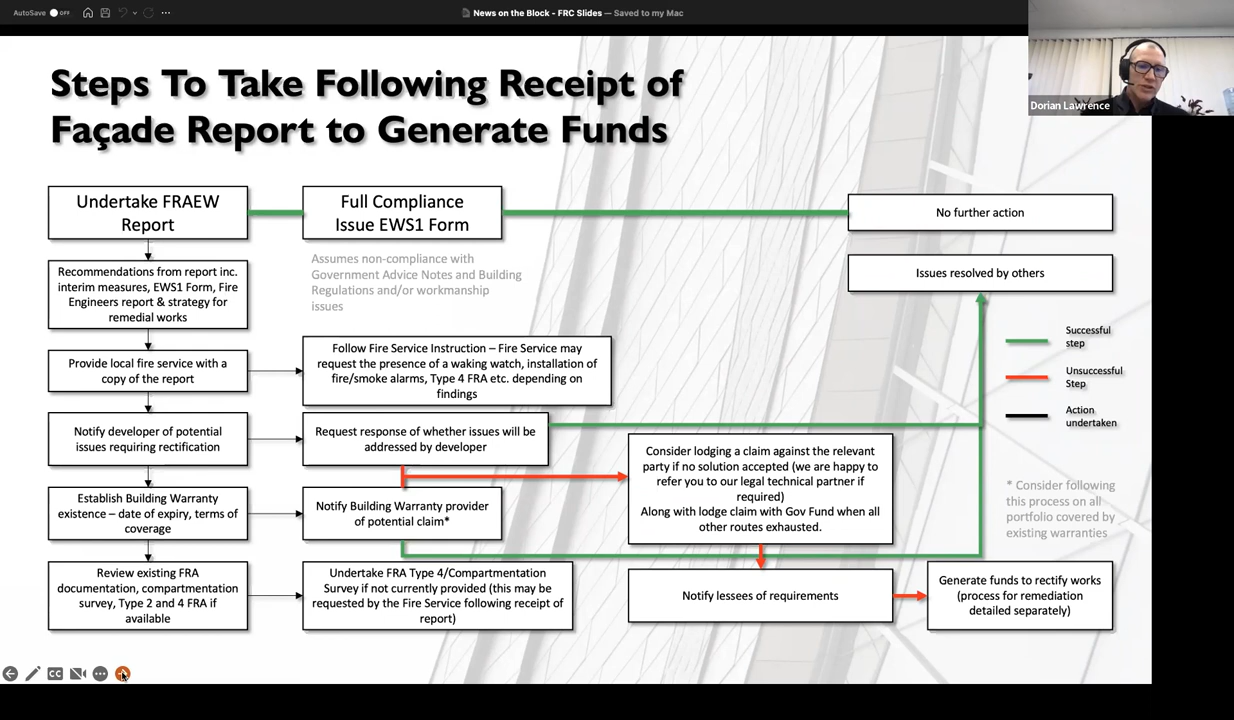 AutoSave OFF
News on the Block - FRC Slides — Saved to my Mac
Dorian Lawrence
Steps To Take Following Receipt of
Façade Report to Generate Funds
Undertake FRAEW
Report
Full Compliance
Issue EWS1 Form
No further action
Assumes non-compliance with
Government Advice Notes and Building
Regulations and/or workmanship
issues
Issues resolved by others
Recommendations from report inc.
interim measures, EWS1 Form, Fire
Engineers report & strategy for
remedial works
Successful
step
Unsuccessful
Step
Action
undertaken
Provide local fire service with a
copy of the report
Follow Fire Service Instruction – Fire Service may
request the presence of a waking watch, installation of
fire/smoke alarms, Type 4 FRA etc. depending on
findings
Notify developer of potential
issues requiring rectification
Request response of whether issues will be
addressed by developer
Consider lodging a claim against the relevant
party if no solution accepted (we are happy to
refer you to our legal technical partner if
required)
Along with lodge claim with Gov Fund when all
other routes exhausted.
* Consider following
this process on all
portfolio covered by
existing warranties
Establish Building Warranty
existence – date of expiry, terms of
coverage
Notify Building Warranty provider
of potential claim*
Review existing FRA
documentation, compartmentation
survey, Type 2 and 4 FRA if
available
Undertake FRA Type 4/Compartmentation
Survey if not currently provided (this may be
requested by the Fire Service following receipt of
report)
Notify lessees of requirements
Generate funds to rectify works
(process for remediation
detailed separately)
CC